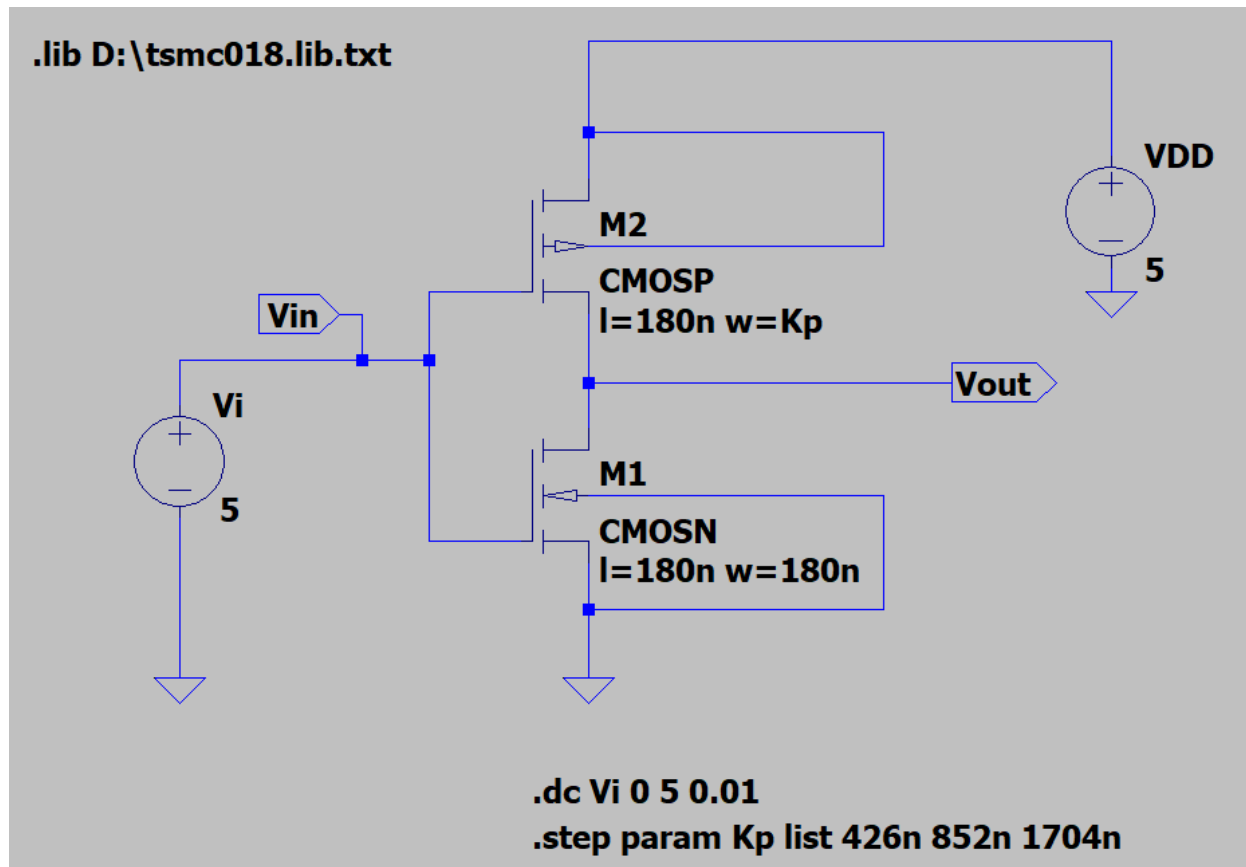 .lib D:\tsmc018.lib.txt
VDD
5
M2
CMOSP
l=180n w=Kp
Vin
Vout
Vi
5
M1
CMOSN
l=180n w=180n
.dc Vi 0 5 0.01
.step param Kp list 426n 852n 1704n